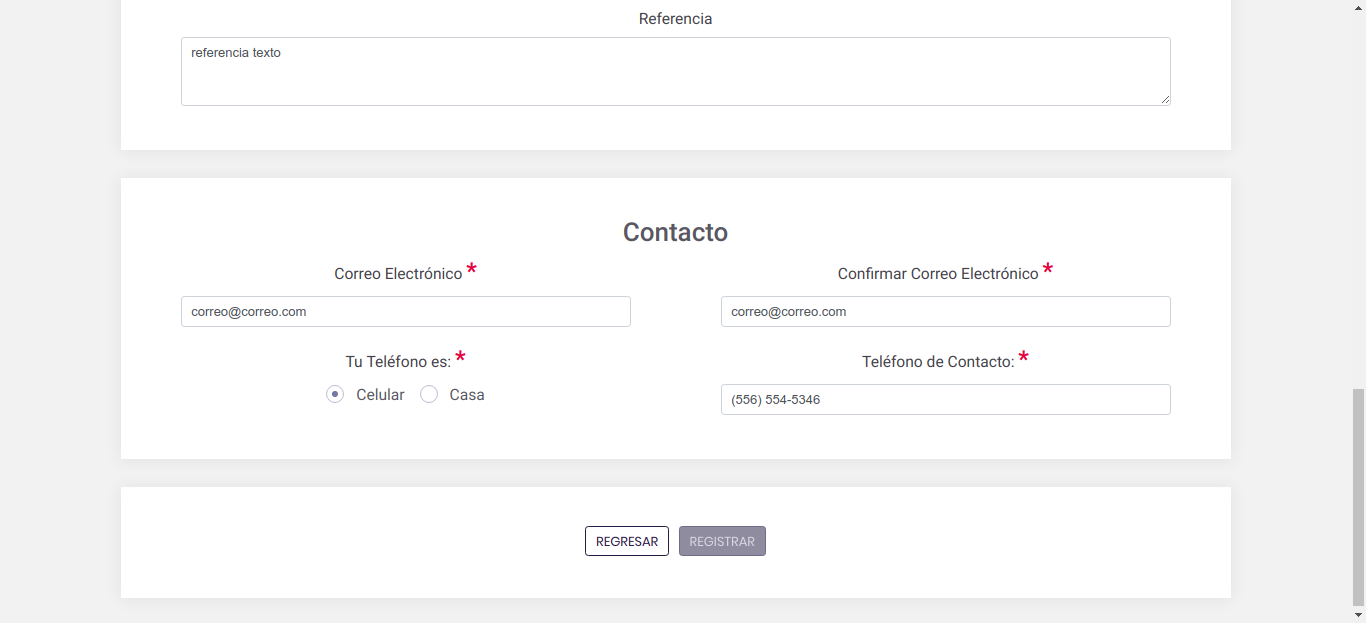 Referencia
referencia texto
Contacto
Correo Electrónico *
Confirmar Correo Electrónico *
correo@correo.com
correo@correo.com
Tu Teléfono es: *
Teléfono de Contacto: *
Celular
Casa
(556) 554-5346
REGRESAR
REGISTRAR